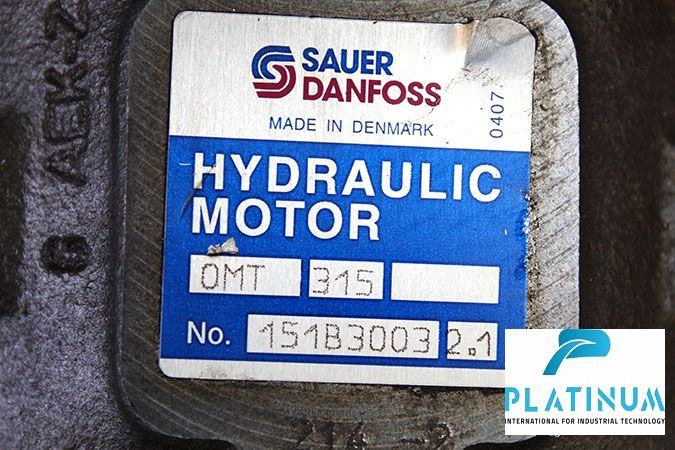 SAUER
DANFOSS
MADE IN DENMARK
0407
HYDRAULIC
MOTOR
OMT 315
No. 151B3003 2.1
PLATINUM
INTERNATIONAL FOR INDUSTRIAL TECHNOLOGY